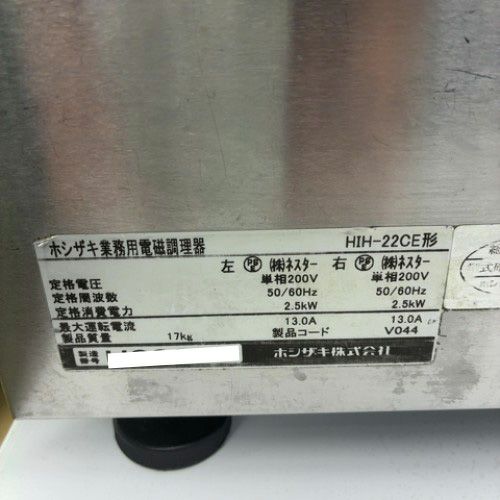 ホシザキ業務用電磁調理器 HIH-22CE形
左 PSE (株)ネスター 右 PSE (株)ネスター
定格電圧 単相200V 単相200V
定格周波数 50/60Hz 50/60Hz
定格消費電力 2.5kW 2.5kW
最大運転電流 13.0A 13.0A
製品質量 17kg 製品コード V044
製造番号 ホシザキ株式会社